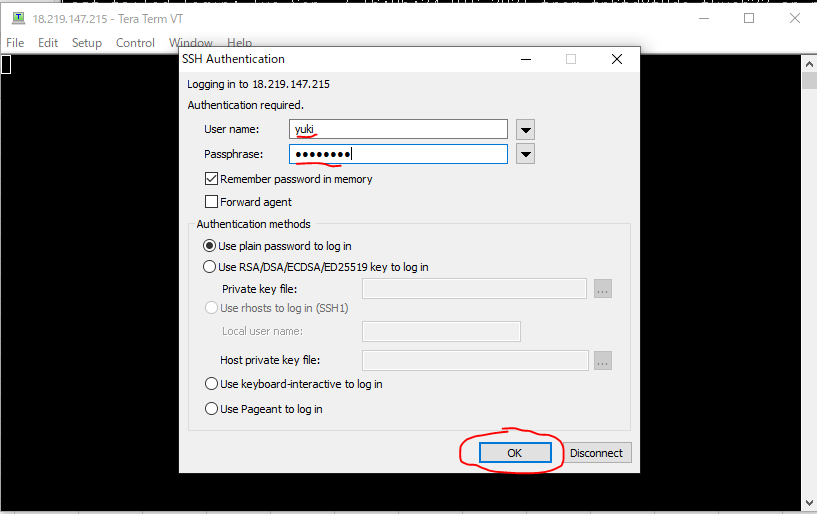 18.219.147.215 - Tera Term VT
File Edit Setup Control Window Help
SSH Authentication
Logging in to 18.219.147.215
Authentication required.
User name: yuki
Passphrase: ●●●●●●●●
Remember password in memory
Forward agent
Authentication methods
Use plain password to log in
Use RSA/DSA/ECDSA/ED25519 key to log in
Private key file: ...
Use rhosts to log in (SSH1)
Local user name:
Host private key file: ...
Use keyboard-interactive to log in
Use Pageant to log in
OK Disconnect